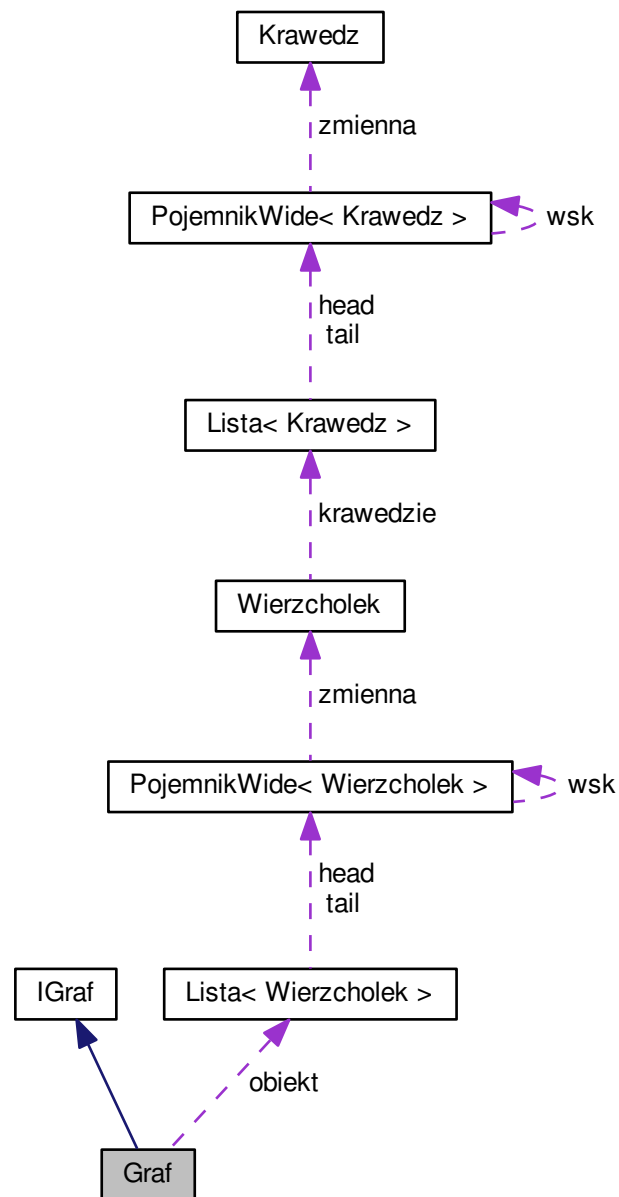 Krawedz
zmienna
PojemnikWide< Krawedz >
wsk
head
tail
Lista< Krawedz >
krawedzie
Wierzcholek
zmienna
PojemnikWide< Wierzcholek >
wsk
head
tail
IGraf
Lista< Wierzcholek >
obiekt
Graf